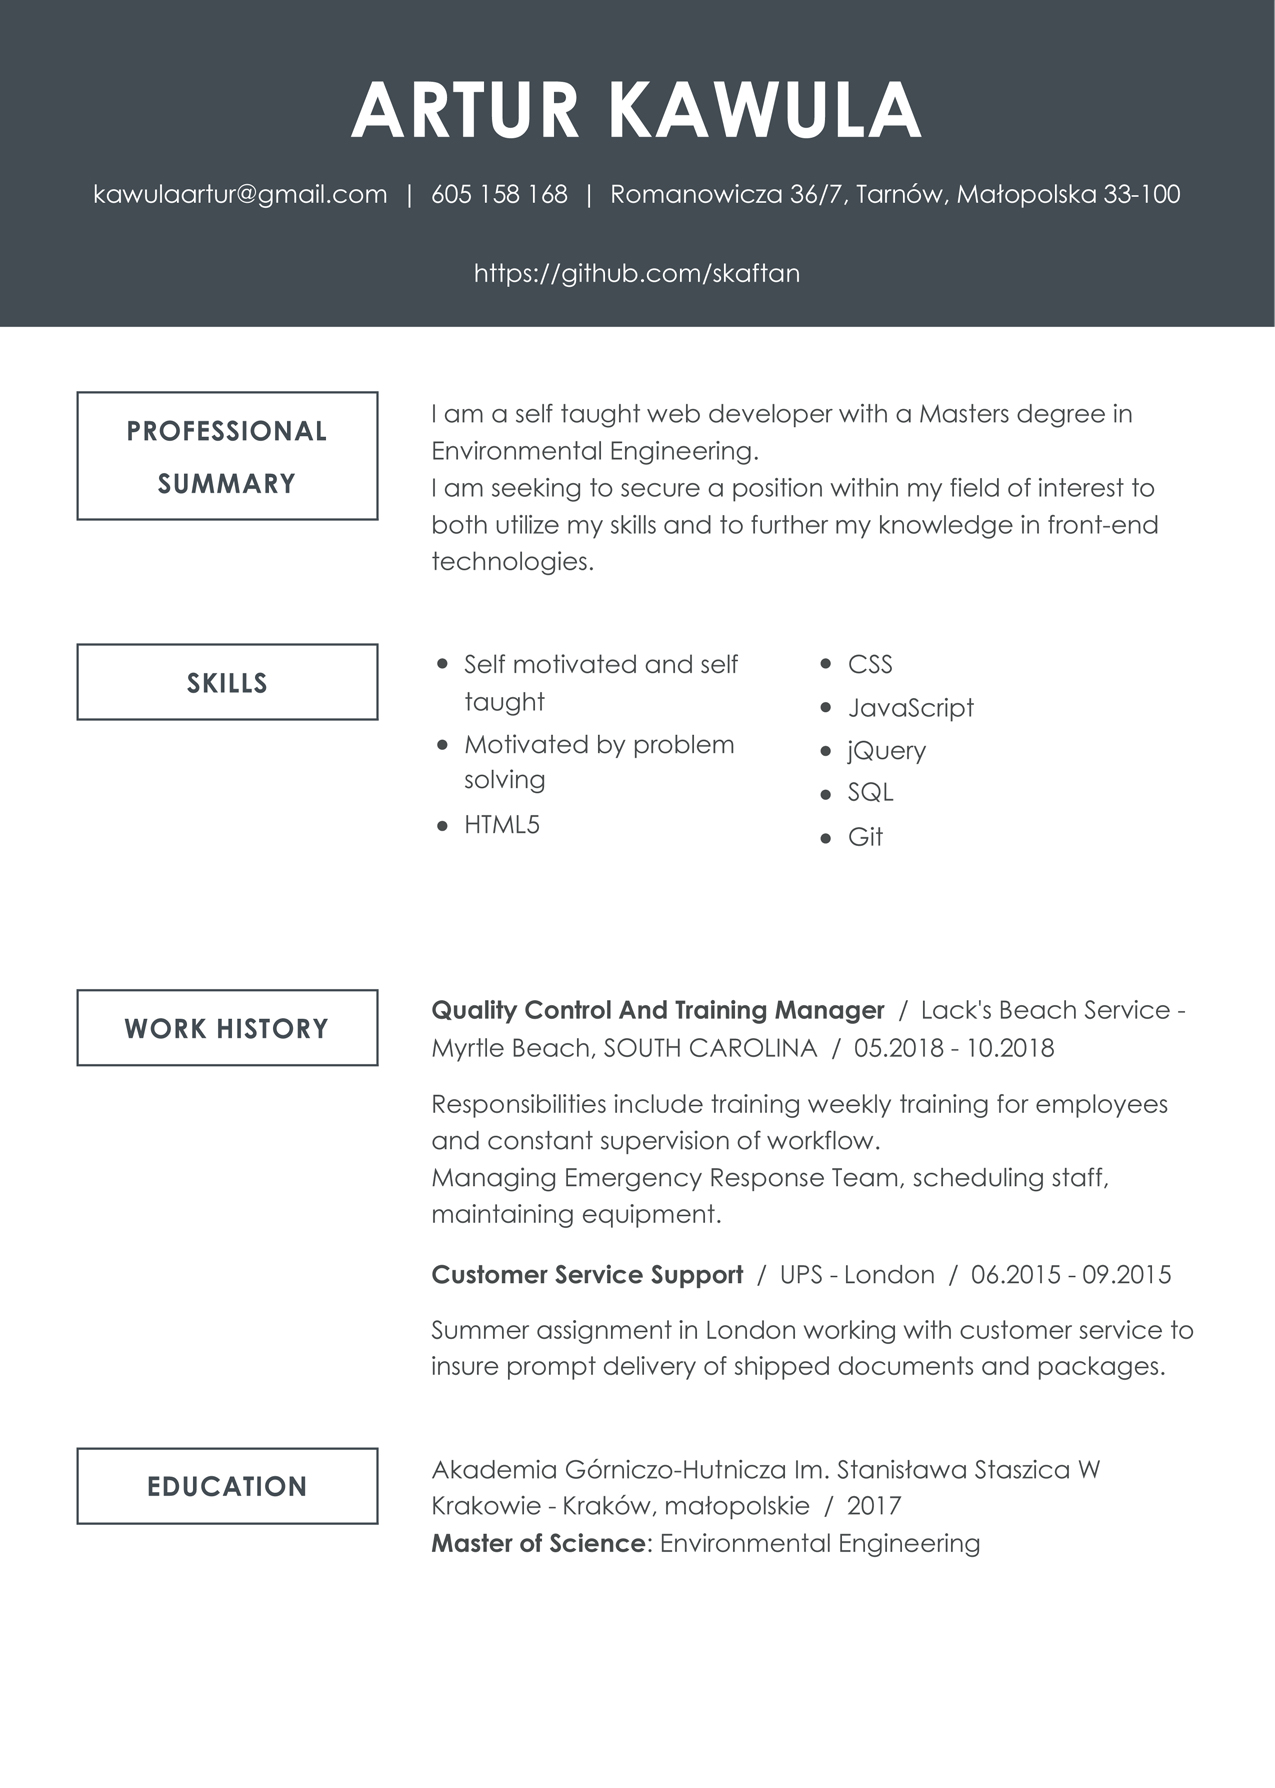 ARTUR KAWULA
kawulaartur@gmail.com | 605 158 168 | Romanowicza 36/7, Tarnów, Małopolska 33-100
https://github.com/skaftan
PROFESSIONAL
SUMMARY
I am a self taught web developer with a Masters degree in
Environmental Engineering.
I am seeking to secure a position within my field of interest to
both utilize my skills and to further my knowledge in front-end
technologies.
SKILLS
• Self motivated and self
taught
• Motivated by problem
solving
• HTML5
• CSS
• JavaScript
• jQuery
• SQL
• Git
WORK HISTORY
Quality Control And Training Manager / Lack's Beach Service -
Myrtle Beach, SOUTH CAROLINA / 05.2018 - 10.2018
Responsibilities include training weekly training for employees
and constant supervision of workflow.
Managing Emergency Response Team, scheduling staff,
maintaining equipment.
Customer Service Support / UPS - London / 06.2015 - 09.2015
Summer assignment in London working with customer service to
insure prompt delivery of shipped documents and packages.
EDUCATION
Akademia Górniczo-Hutnicza Im. Stanisława Staszica W
Krakowie - Kraków, małopolskie / 2017
Master of Science: Environmental Engineering